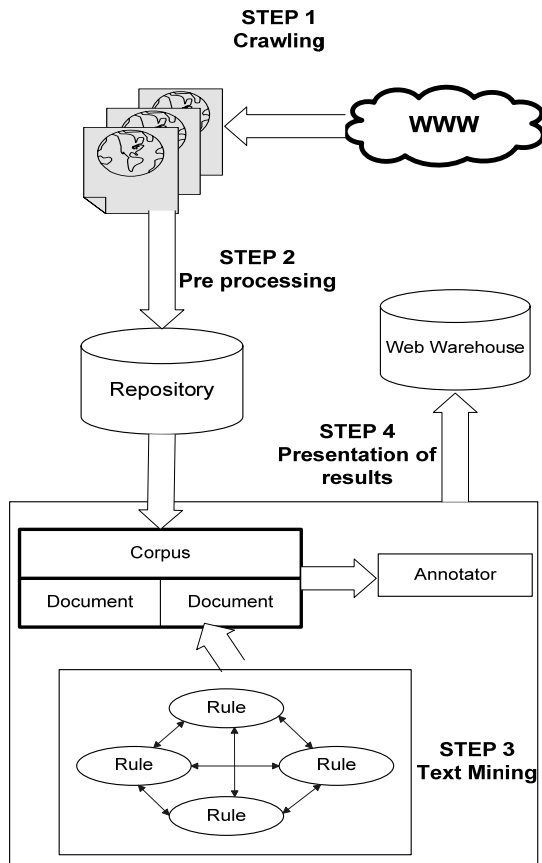 STEP 1
Crawling
WWW
STEP 2
Pre processing
Repository
Web Warehouse
STEP 4
Presentation of
results
Corpus
Document
Document
Annotator
Rule
Rule
Rule
Rule
STEP 3
Text Mining